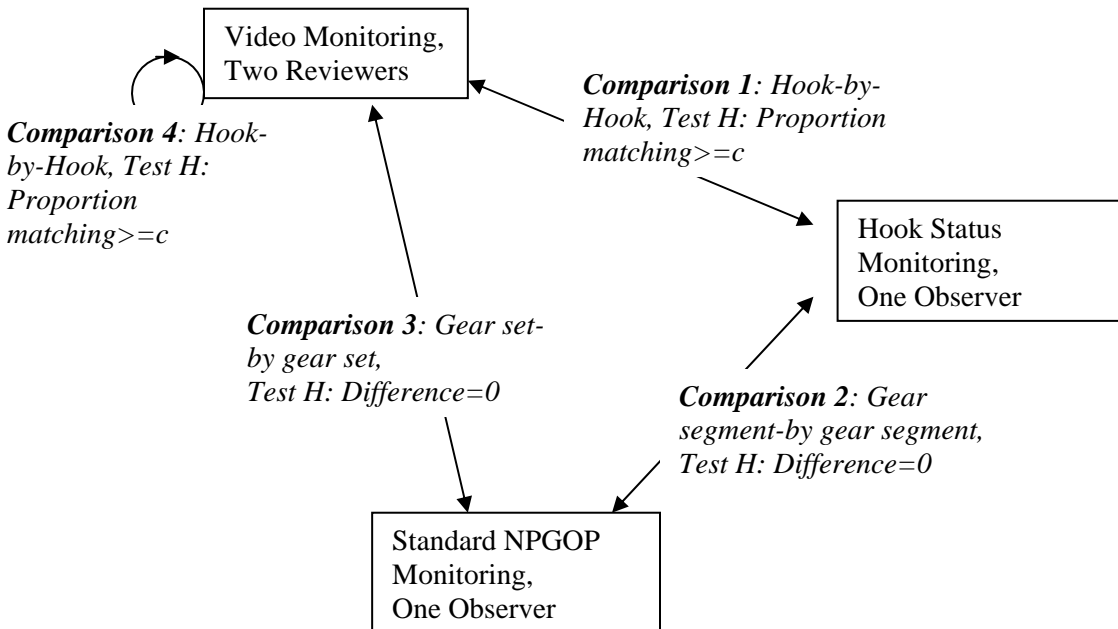 Video Monitoring,
Two Reviewers
Comparison 1: Hook-by-
Hook, Test H: Proportion
matching>=c
Comparison 4: Hook-
by-Hook, Test H:
Proportion
matching>=c
Hook Status
Monitoring,
One Observer
Comparison 3: Gear set-
by gear set,
Test H: Difference=0
Comparison 2: Gear
segment-by gear segment,
Test H: Difference=0
Standard NPGOP
Monitoring,
One Observer